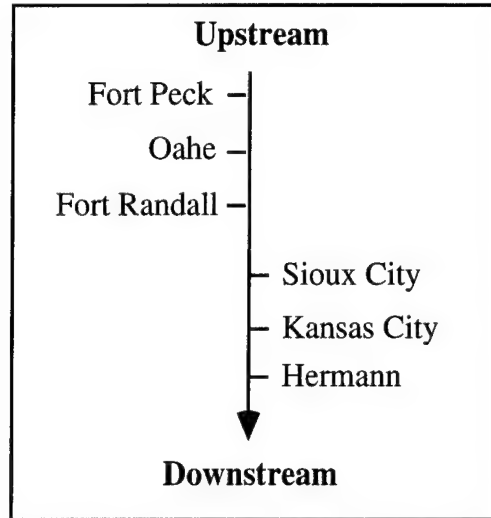 Upstream
Fort Peck
Oahe
Fort Randall
Sioux City
Kansas City
Hermann
Downstream